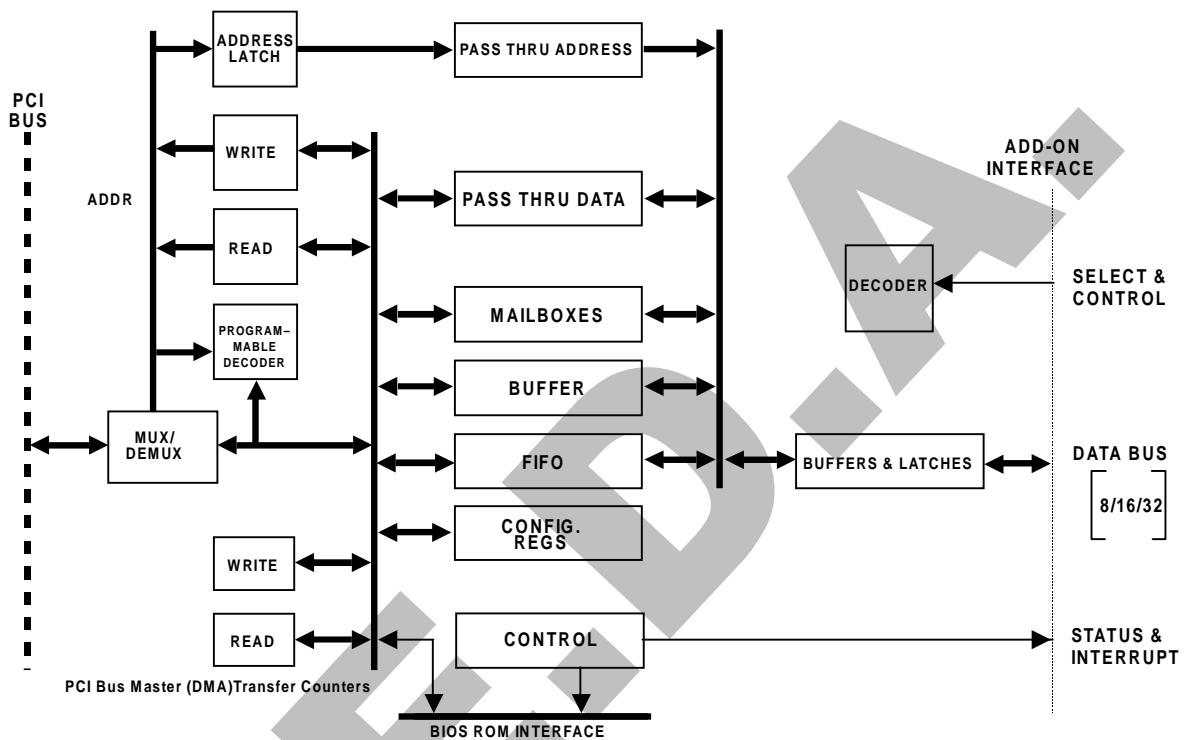 ADDRESS
LATCH
PASS THRU ADDRESS
PCI
BUS
WRITE
ADD-ON
INTERFACE
ADDR
PASS THRU DATA
READ
DECODER
SELECT &
CONTROL
MAILBOXES
PROGRAM–
MABLE
DECODER
BUFFER
MUX/
DEMUX
FIFO
BUFFERS & LATCHES
DATA BUS
8/16/32
CONFIG.
REGS
WRITE
READ
CONTROL
STATUS &
INTERRUPT
PCI Bus Master (DMA)Transfer Counters
BIOS ROM INTERFACE
E.D.A.